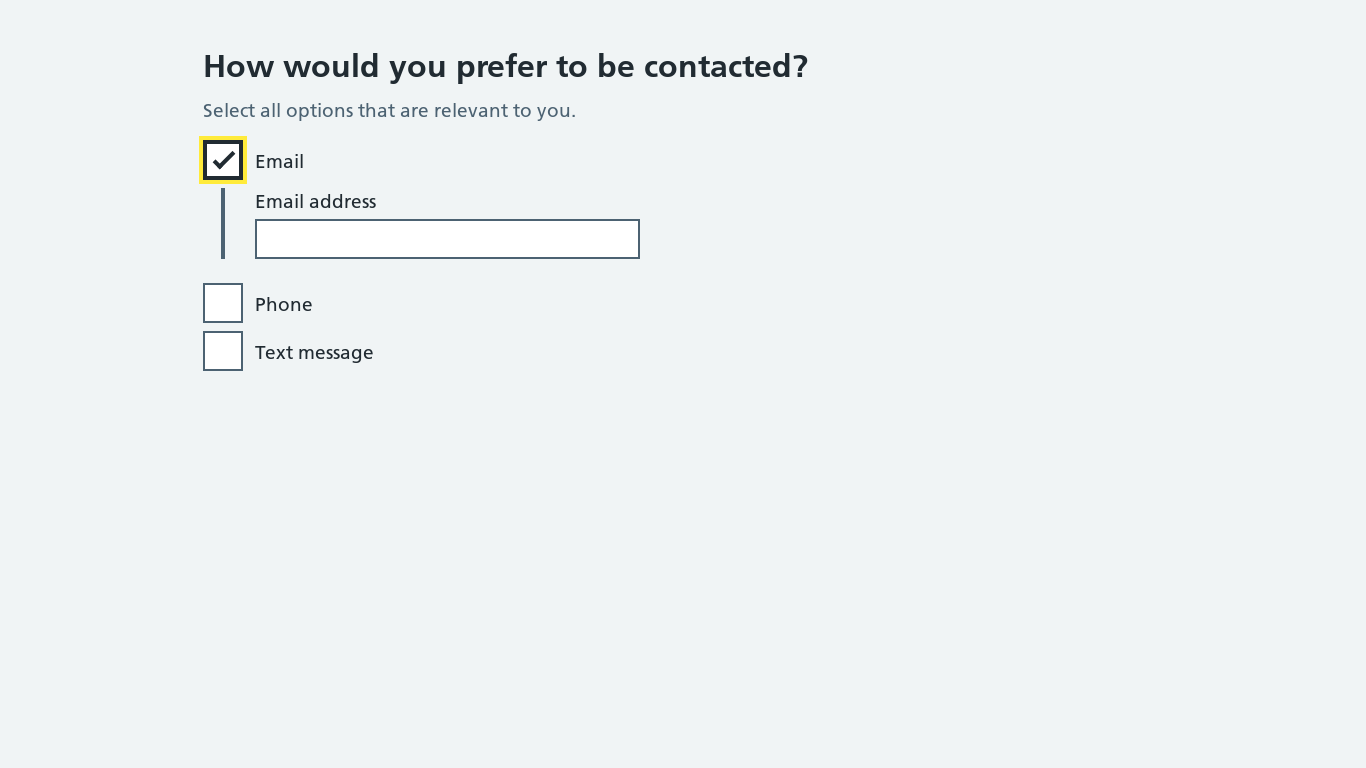 How would you prefer to be contacted?
Select all options that are relevant to you.
Email
Email address
Phone
Text message